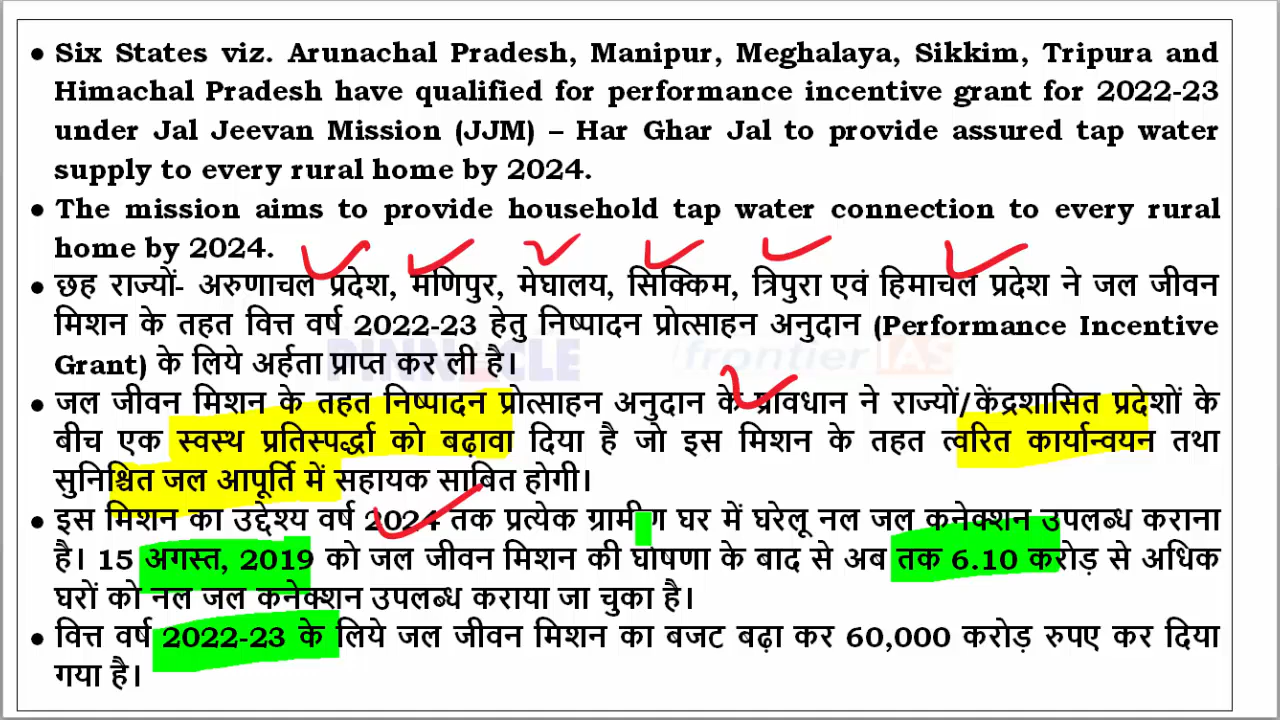 • Six States viz. Arunachal Pradesh, Manipur, Meghalaya, Sikkim, Tripura and
Himachal Pradesh have qualified for performance incentive grant for 2022-23
under Jal Jeevan Mission (JJM) – Har Ghar Jal to provide assured tap water
supply to every rural home by 2024.
• The mission aims to provide household tap water connection to every rural
home by 2024.
• छह राज्यों- अरुणाचल प्रदेश, मणिपुर, मेघालय, सिक्किम, त्रिपुरा एवं हिमाचल प्रदेश ने जल जीवन
मिशन के तहत वित्त वर्ष 2022-23 हेतु निष्पादन प्रोत्साहन अनुदान (Performance Incentive
Grant) के लिये अर्हता प्राप्त कर ली है।
PINNACLE frontier IAS
• जल जीवन मिशन के तहत निष्पादन प्रोत्साहन अनुदान के प्रावधान ने राज्यों/केंद्रशासित प्रदेशों के
बीच एक स्वस्थ प्रतिस्पर्द्धा को बढ़ावा दिया है जो इस मिशन के तहत त्वरित कार्यान्वयन तथा
सुनिश्चित जल आपूर्ति में सहायक साबित होगी।
• इस मिशन का उद्देश्य वर्ष 2024 तक प्रत्येक ग्रामीण घर में घरेलू नल जल कनेक्शन उपलब्ध कराना
है। 15 अगस्त, 2019 को जल जीवन मिशन की घोषणा के बाद से अब तक 6.10 करोड़ से अधिक
घरों को नल जल कनेक्शन उपलब्ध कराया जा चुका है।
• वित्त वर्ष 2022-23 के लिये जल जीवन मिशन का बजट बढ़ा कर 60,000 करोड़ रुपए कर दिया
गया है।